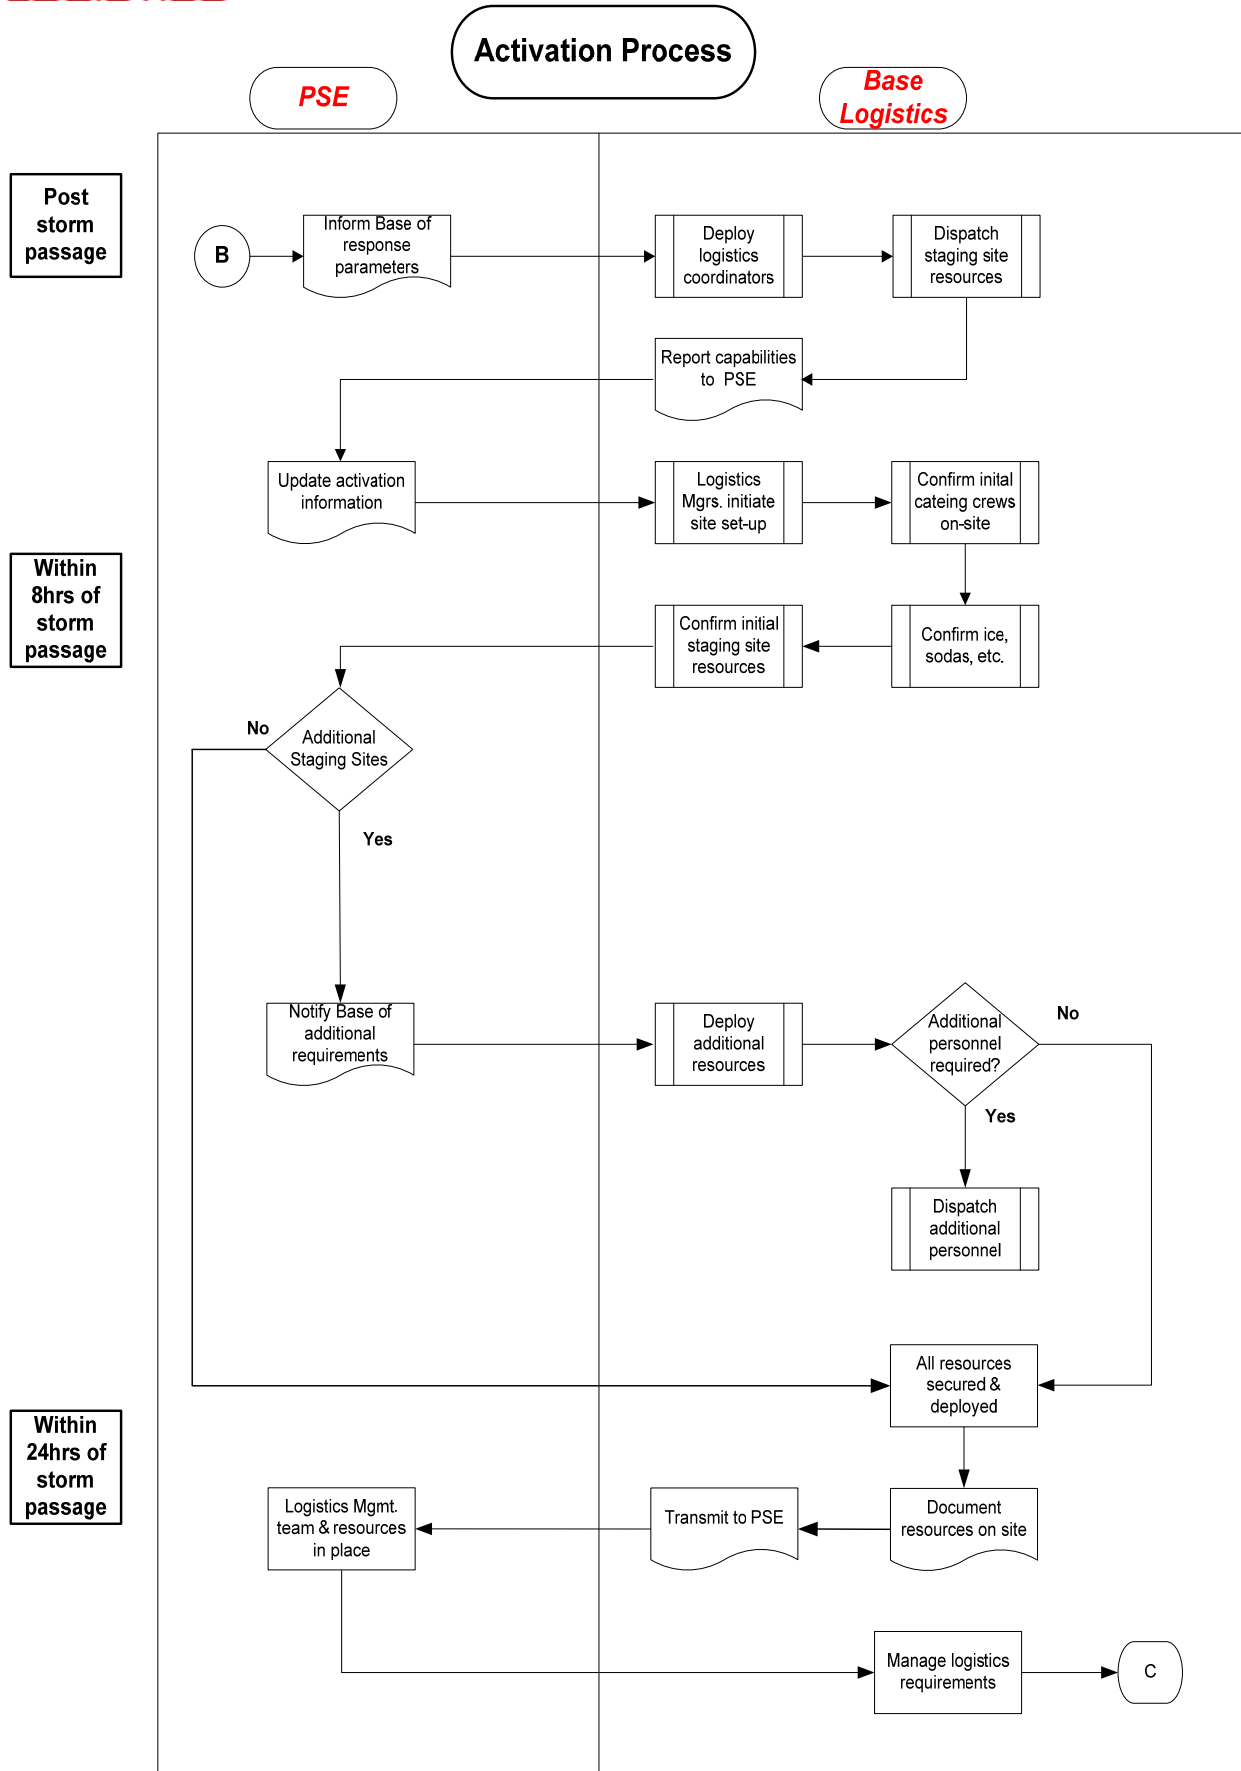 Activation Process
PSE
Base
Logistics
Post
storm
passage
B
Inform Base of
response
parameters
Deploy
logistics
coordinators
Dispatch
staging site
resources
Report capabilities
to PSE
Update activation
information
Logistics
Mgrs. initiate
site set-up
Confirm inital
cateing crews
on-site
Within
8hrs of
storm
passage
Confirm initial
staging site
resources
Confirm ice,
sodas, etc.
No
Additional
Staging Sites
Yes
Notify Base of
additional
requirements
Deploy
additional
resources
Additional
personnel
required?
No
Yes
Dispatch
additional
personnel
All resources
secured &
deployed
Within
24hrs of
storm
passage
Logistics Mgmt.
team & resources
in place
Transmit to PSE
Document
resources on site
Manage logistics
requirements
C